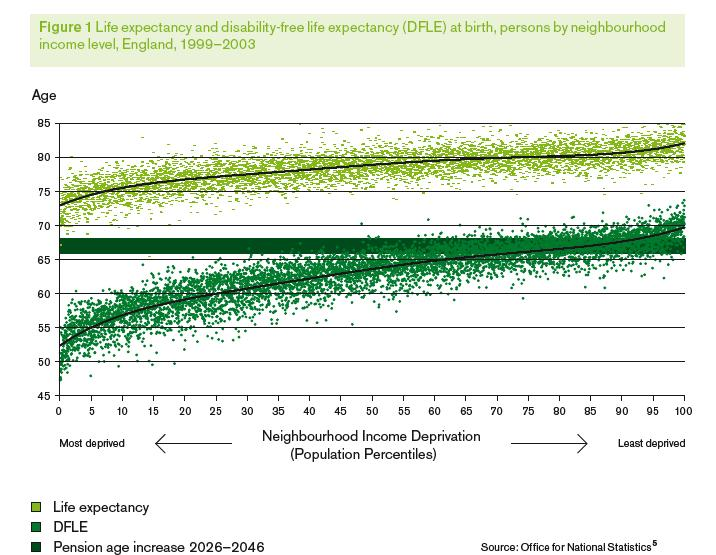 Figure 1 Life expectancy and disability-free life expectancy (DFLE) at birth, persons by neighbourhood
income level, England, 1999–2003
Age
85
80
75
70
65
60
55
50
45
0 5 10 15 20 25 30 35 40 45 50 55 60 65 70 75 80 85 90 95 100
Most deprived
Neighbourhood Income Deprivation
(Population Percentiles)
Least deprived
Life expectancy
DFLE
Pension age increase 2026–2046
Source: Office for National Statistics5